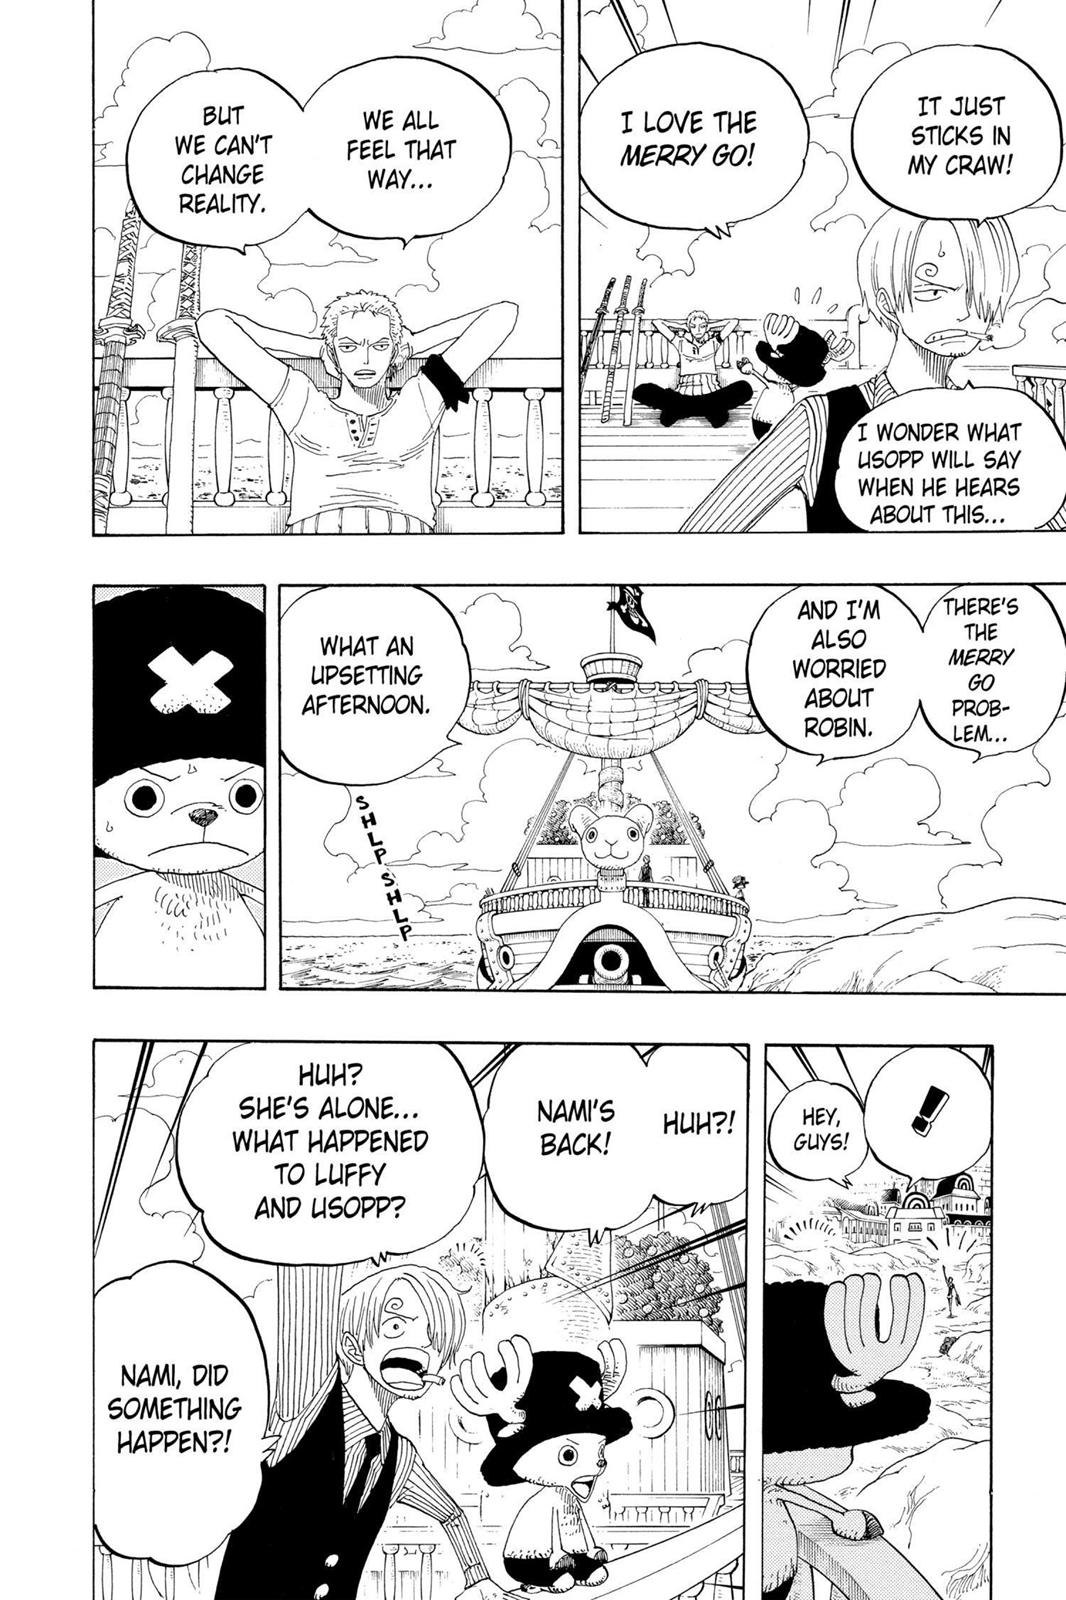 IT JUST
STICKS IN
MY CRAW!
I LOVE THE
MERRY GO!
I WONDER WHAT
USOPP WILL SAY
WHEN HE HEARS
ABOUT THIS...
WE ALL
FEEL THAT
WAY...
BUT
WE CAN'T
CHANGE
REALITY.
THERE'S
THE
MERRY
GO
PROB-
LEM...
AND I'M
ALSO
WORRIED
ABOUT
ROBIN.
WHAT AN
UPSETTING
AFTERNOON.
SHLP SHLP
!
HEY,
GUYS!
HUH?!
NAMI'S
BACK!
HUH?
SHE'S ALONE...
WHAT HAPPENED
TO LUFFY
AND USOPP?
NAMI, DID
SOMETHING
HAPPEN?!